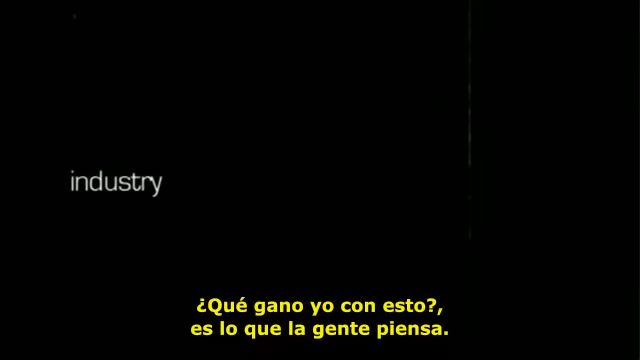 industry
¿Qué gano yo con esto?,
es lo que la gente piensa.